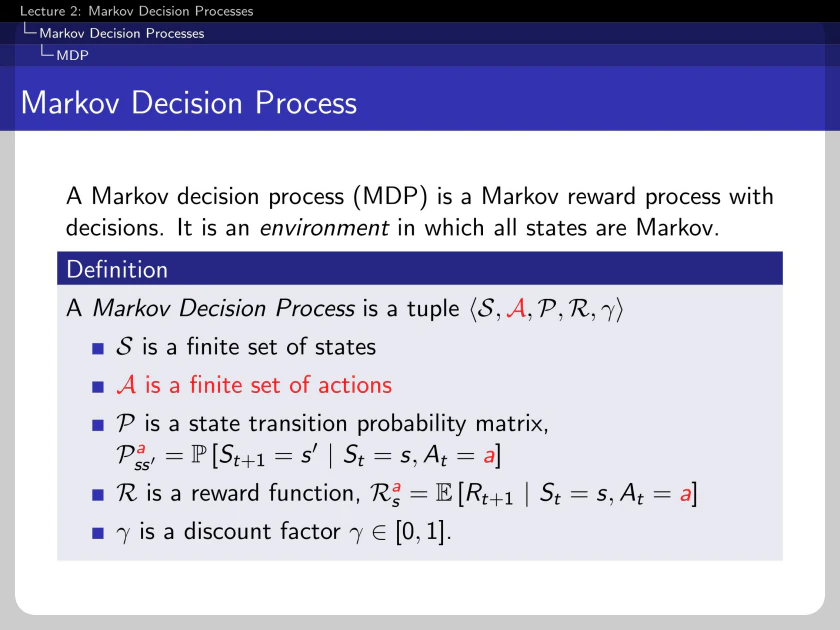 Lecture 2: Markov Decision Processes
Markov Decision Processes
MDP
Markov Decision Process
A Markov decision process (MDP) is a Markov reward process with
decisions. It is an environment in which all states are Markov.
Definition
A Markov Decision Process is a tuple ⟨𝒮, 𝒜, 𝒫, ℛ, γ⟩
■ 𝒮 is a finite set of states
■ 𝒜 is a finite set of actions
■ 𝒫 is a state transition probability matrix,
𝒫^a_{ss′} = ℙ [S_{t+1} = s′ | S_t = s, A_t = a]
■ ℛ is a reward function, ℛ^a_s = 𝔼 [R_{t+1} | S_t = s, A_t = a]
■ γ is a discount factor γ ∈ [0, 1].